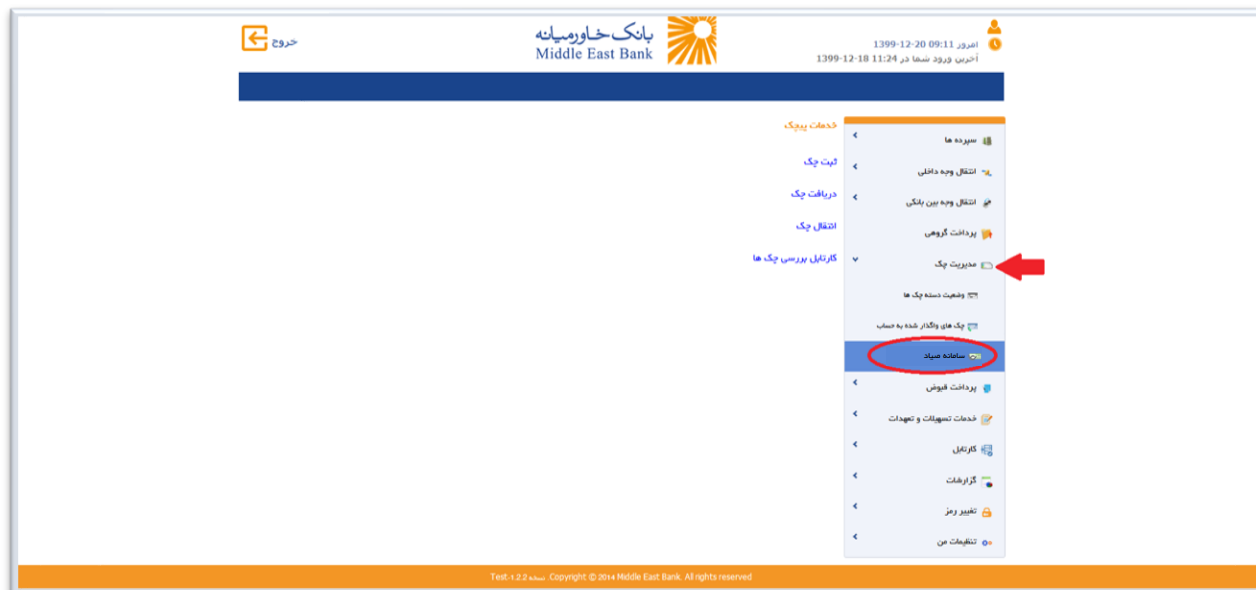 امروز 09:11 1399-12-20
آخرین ورود شما در 11:24 1399-12-18
بانک خاورمیانه
Middle East Bank
خروج
سپرده ها
انتقال وجه داخلی
انتقال وجه بین بانکی
پرداخت گروهی
مدیریت چک
وضعیت دسته چک ها
چک های واگذار شده به حساب
سامانه صیاد
پرداخت قبوض
خدمات تسهیلات و تعهدات
کارتابل
گزارشات
تغییر رمز
تنظیمات من
خدمات پیچک
ثبت چک
دریافت چک
انتقال چک
کارتابل بررسی چک ها
Test-1.2.2 نسخه .Copyright © 2014 Middle East Bank. All rights reserved